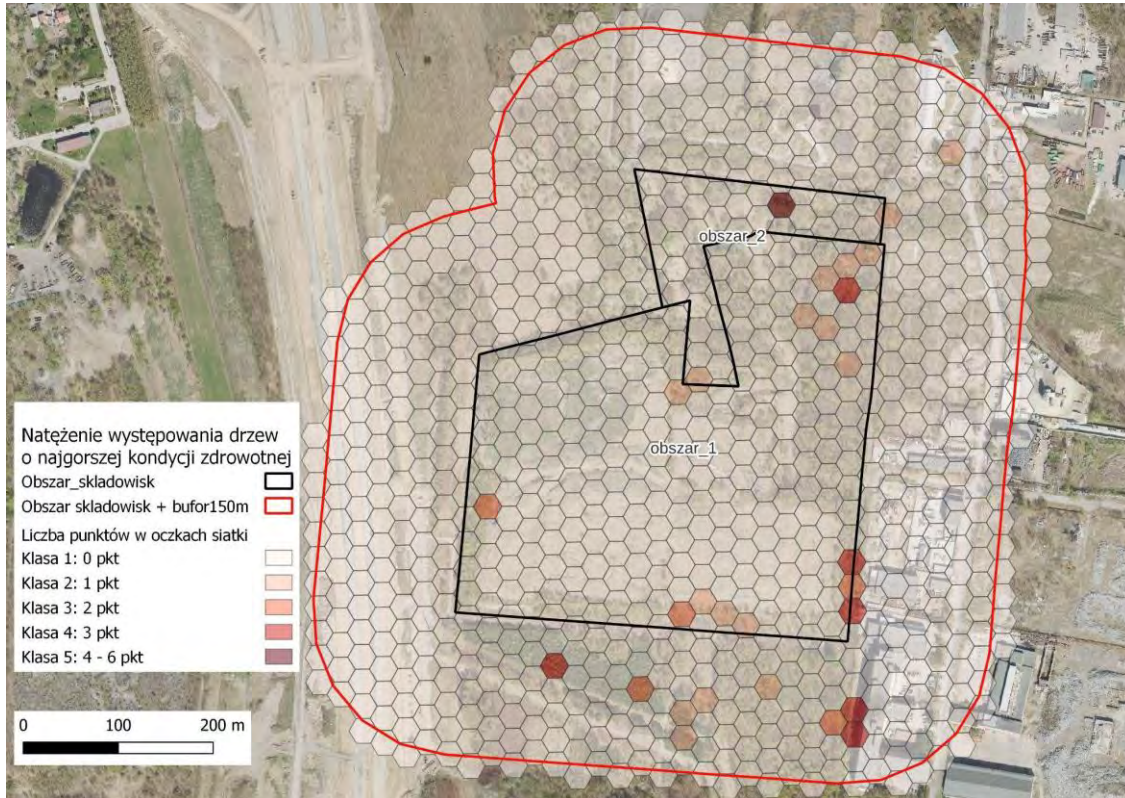 obszar_2
obszar_1
Natężenie występowania drzew
o najgorszej kondycji zdrowotnej
Obszar_skladowisk
Obszar skladowisk + bufor150m
Liczba punktów w oczkach siatki
Klasa 1: 0 pkt
Klasa 2: 1 pkt
Klasa 3: 2 pkt
Klasa 4: 3 pkt
Klasa 5: 4 - 6 pkt
0 100 200 m